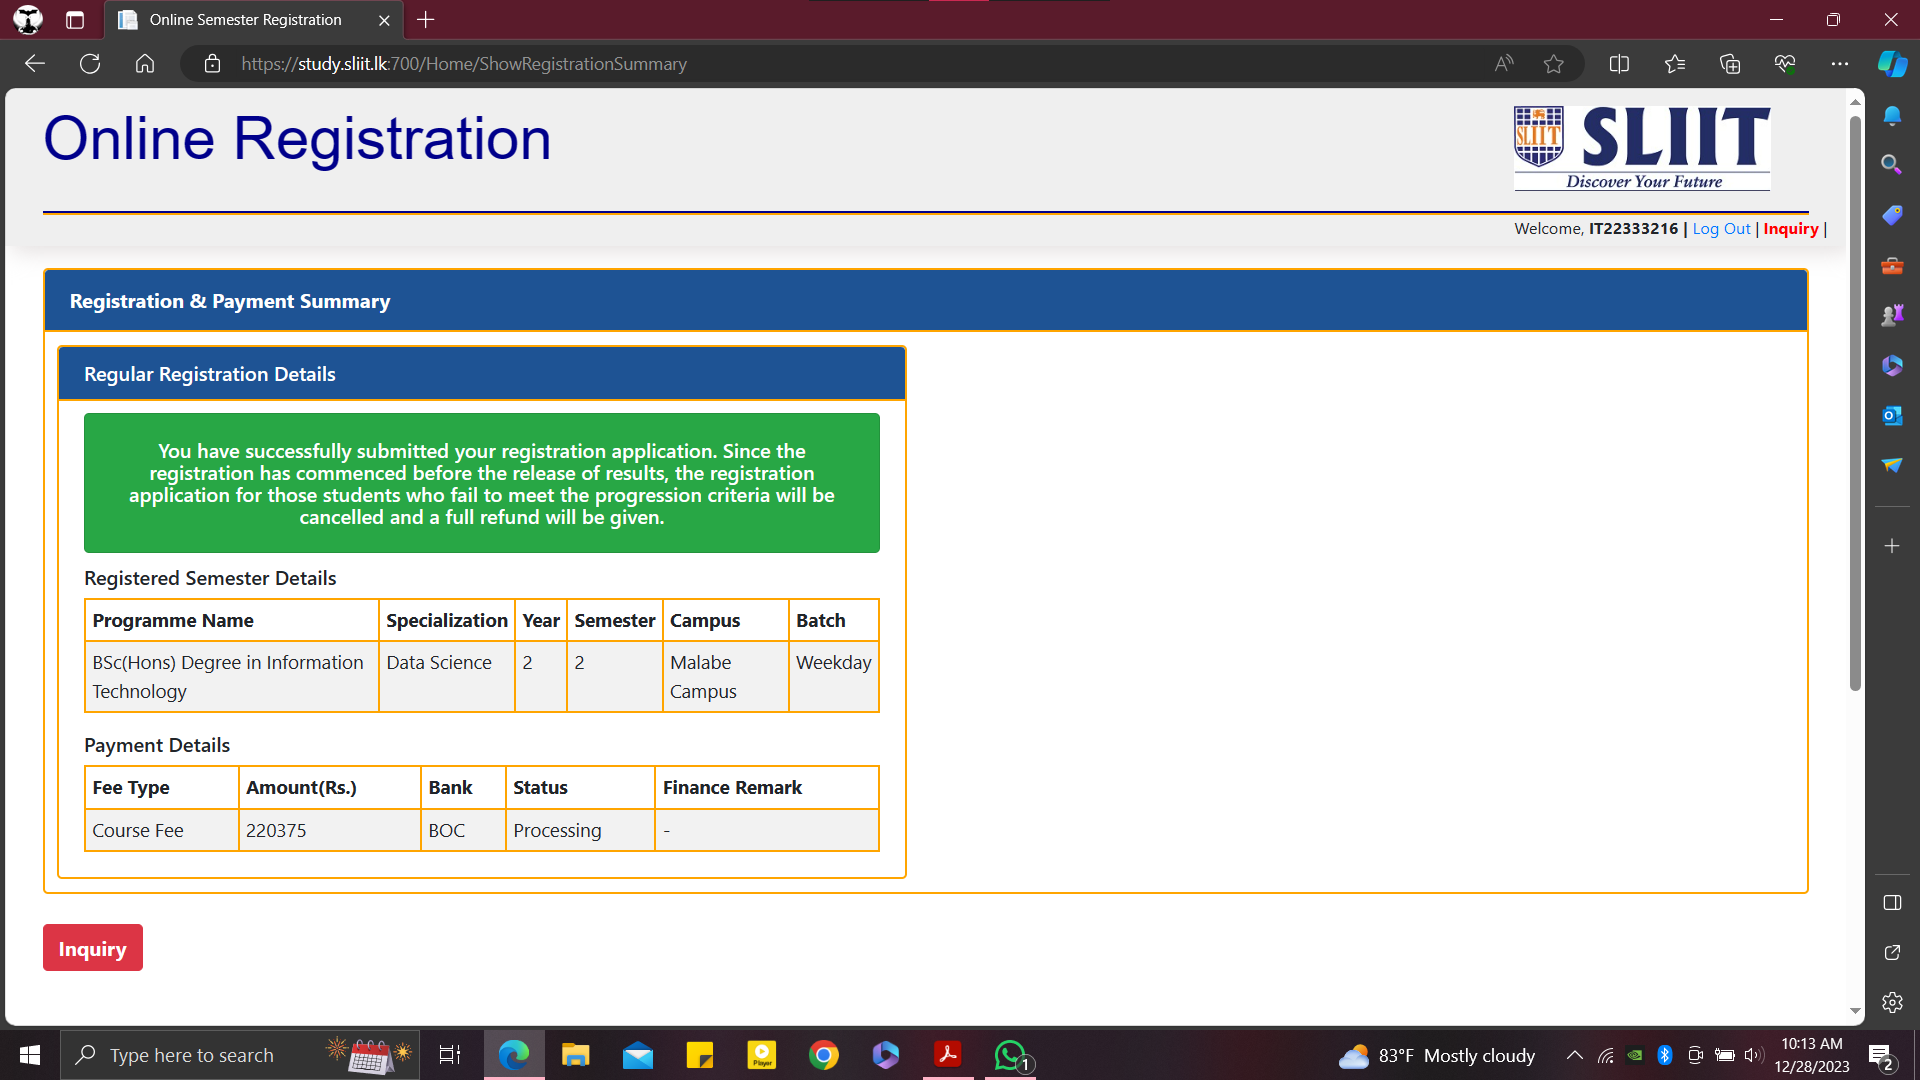 Online Semester Registration
https://study.sliit.lk:700/Home/ShowRegistrationSummary
Online Registration
SLIIT
SLIIT
Discover Your Future
Welcome, IT22333216 | Log Out | Inquiry |
Registration & Payment Summary
Regular Registration Details
You have successfully submitted your registration application. Since the
registration has commenced before the release of results, the registration
application for those students who fail to meet the progression criteria will be
cancelled and a full refund will be given.
Registered Semester Details
Programme Name Specialization Year Semester Campus Batch
BSc(Hons) Degree in Information Data Science 2 2 Malabe Weekday
Technology Campus
Payment Details
Fee Type Amount(Rs.) Bank Status Finance Remark
Course Fee 220375 BOC Processing -
Inquiry
Type here to search
Player
1
83°F Mostly cloudy
10:13 AM
12/28/2023
2